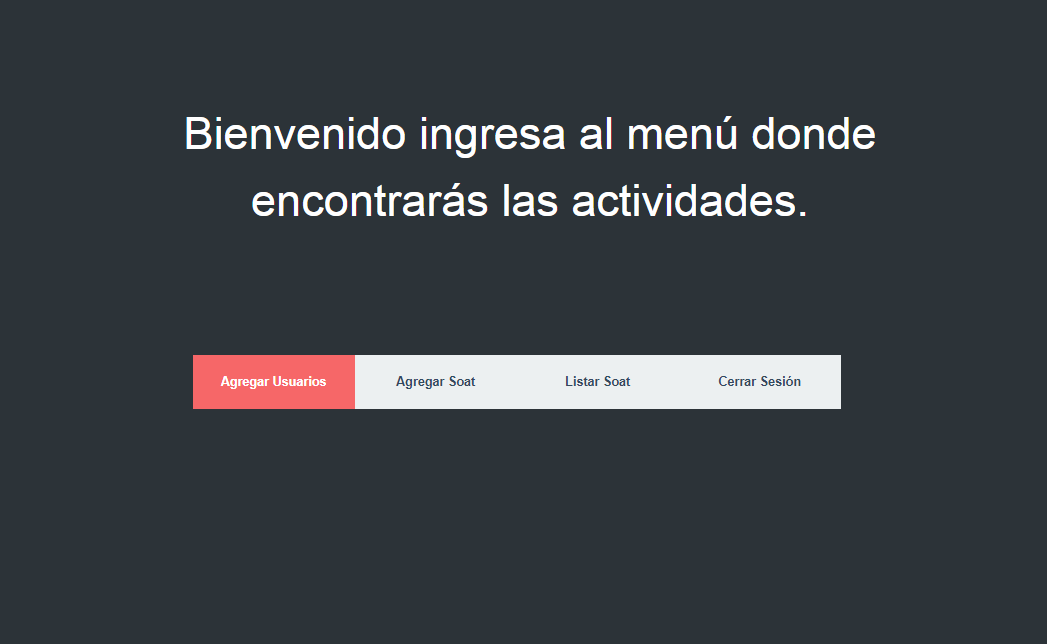 Bienvenido ingresa al menú donde
encontrarás las actividades.
Agregar Usuarios Agregar Soat Listar Soat Cerrar Sesión